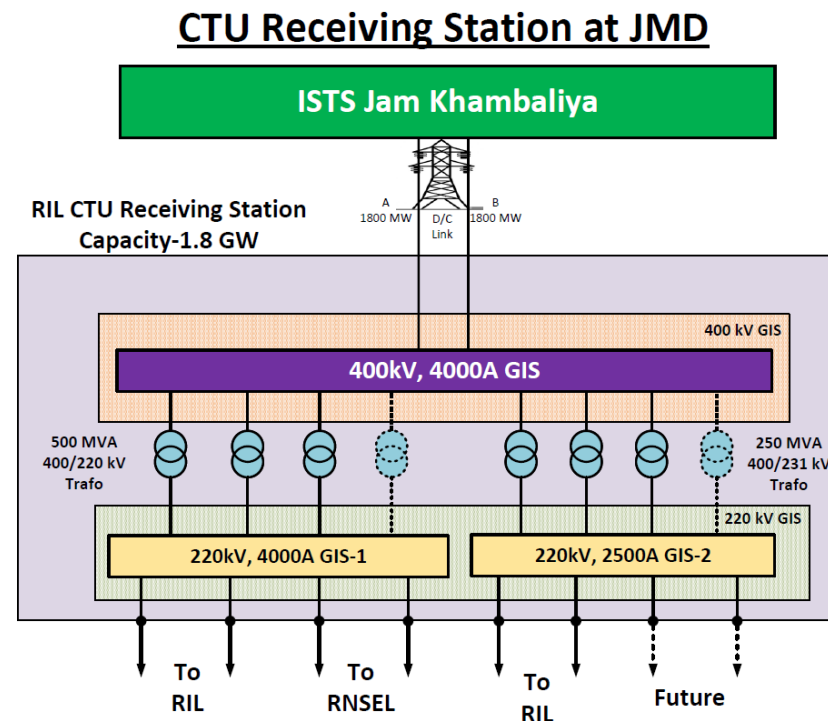 CTU Receiving Station at JMD
ISTS Jam Khambaliya
A
1800 MW
D/C
Link
B
1800 MW
RIL CTU Receiving Station
Capacity-1.8 GW
400 kV GIS
400kV, 4000A GIS
500 MVA
400/220 kV
Trafo
250 MVA
400/231 kV
Trafo
220 kV GIS
220kV, 4000A GIS-1
220kV, 2500A GIS-2
To
RIL
To
RNSEL
To
RIL
Future